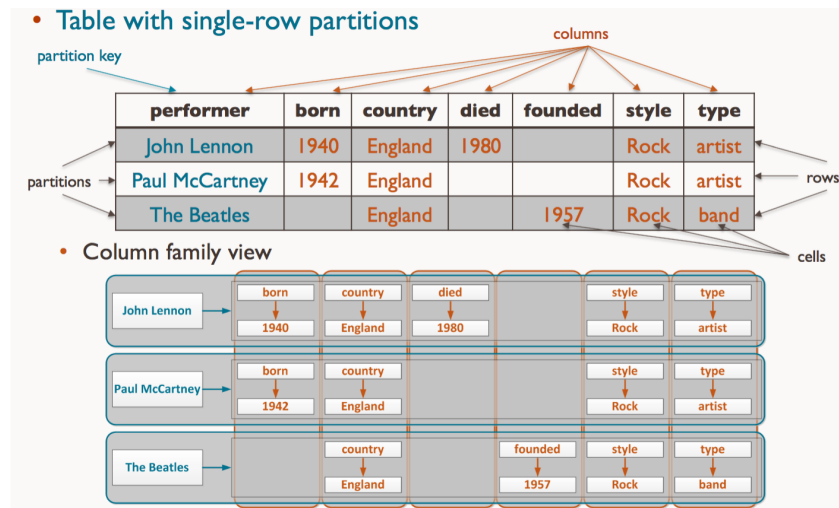 • Table with single-row partitions
columns
partition key
performer born country died founded style type
John Lennon 1940 England 1980 Rock artist
partitions Paul McCartney 1942 England Rock artist rows
The Beatles England 1957 Rock band
• Column family view
cells
born country died style type
John Lennon
1940 England 1980 Rock artist
born country style type
Paul McCartney
1942 England Rock artist
country founded style type
The Beatles
England 1957 Rock band